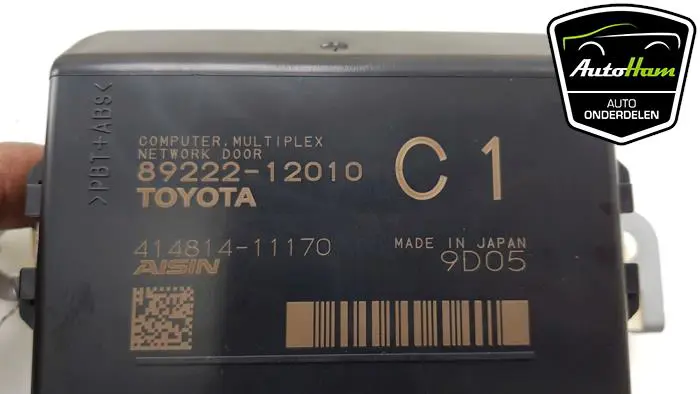 >PBT+ABS<
COMPUTER, MULTIPLEX
NETWORK DOOR
89222-12010
TOYOTA
C1
414814-11170
AISIN
MADE IN JAPAN
9D05
AutoHam
AUTO
ONDERDELEN